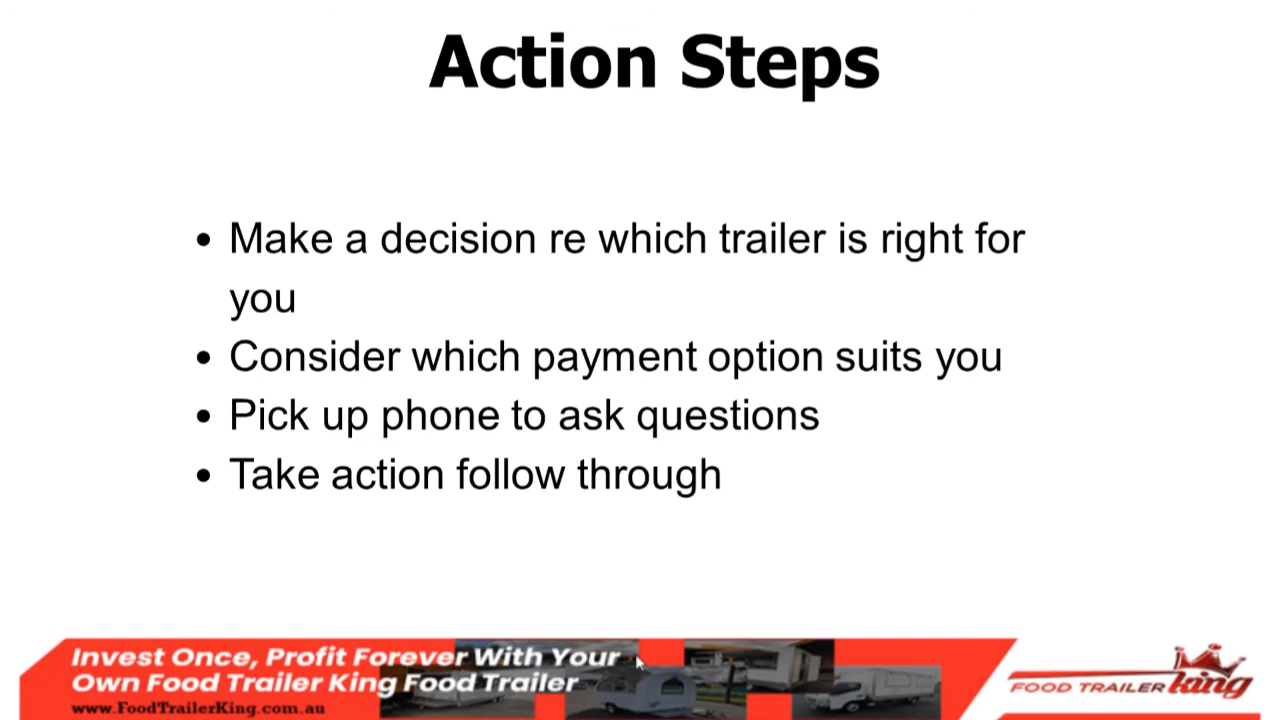 Action Steps
• Make a decision re which trailer is right for
you
• Consider which payment option suits you
• Pick up phone to ask questions
• Take action follow through
Invest Once, Profit Forever With Your
Own Food Trailer King Food Trailer
www.FoodTrailerKing.com.au
FOOD TRAILER king